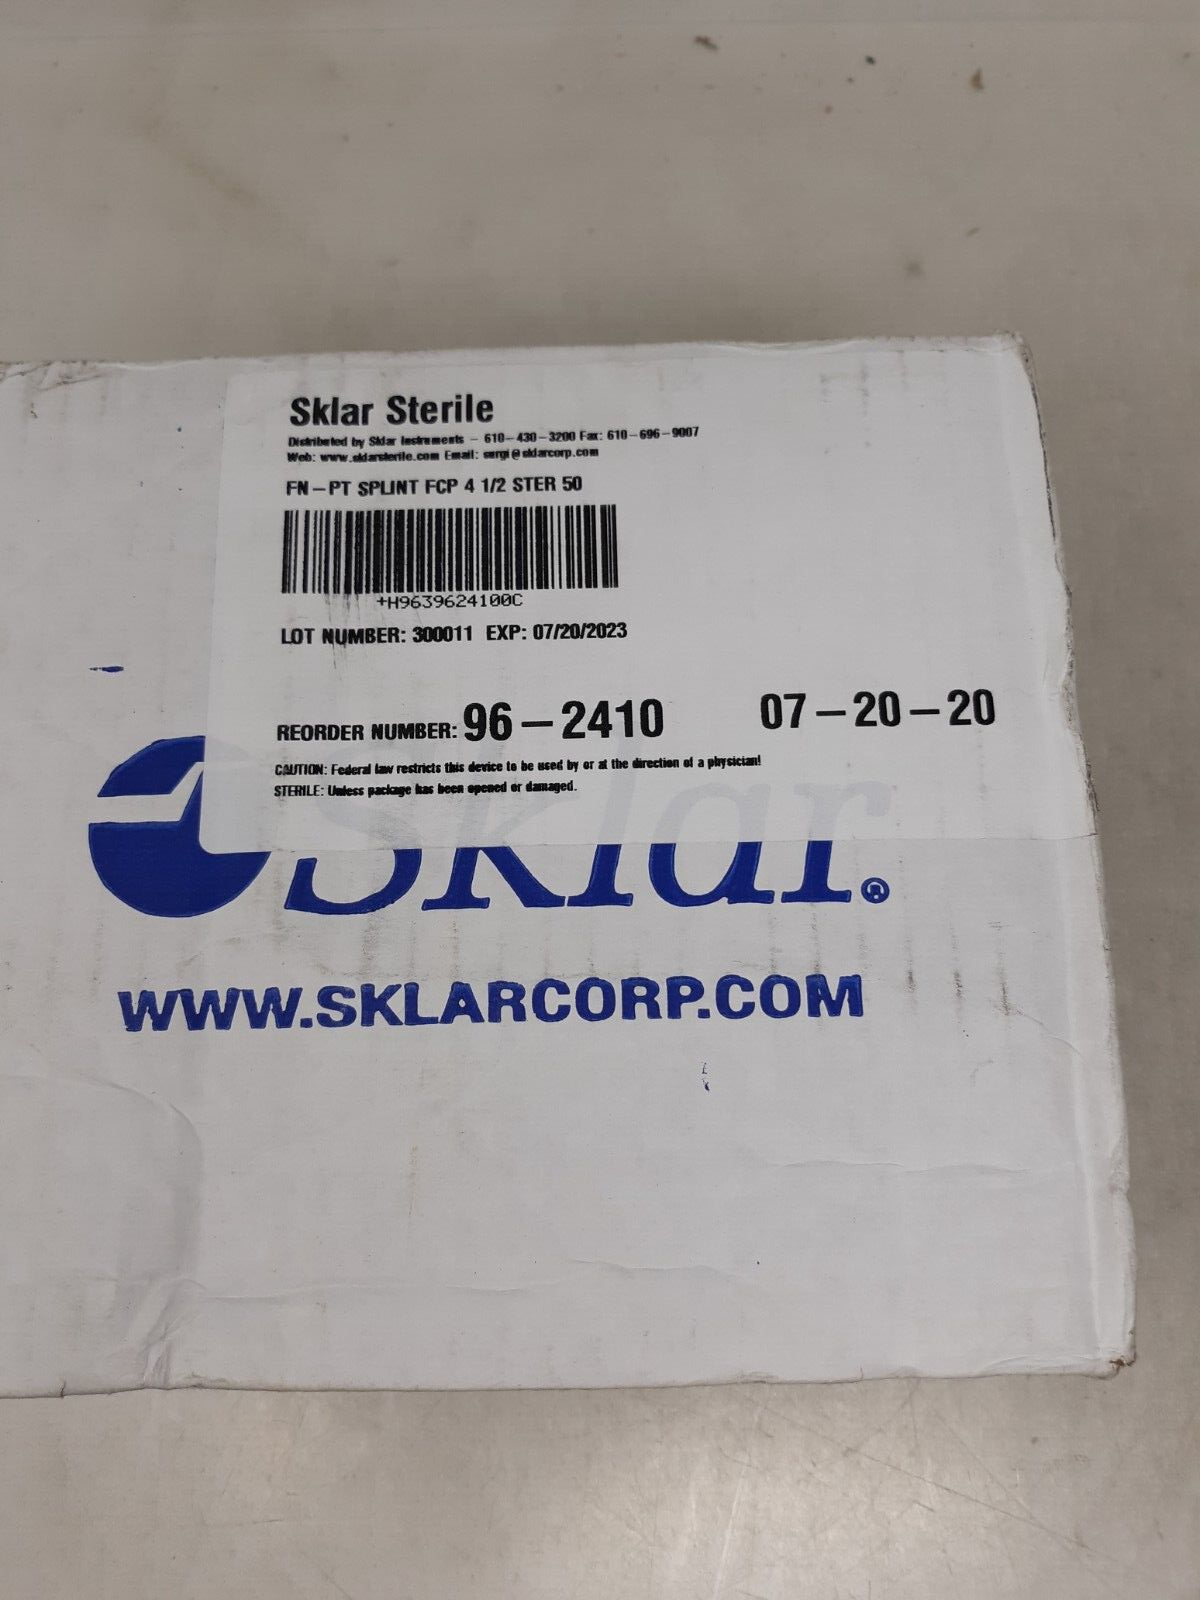 Sklar Sterile
Distributed by Sklar Instruments - 610-430-3200 Fax: 610-696-9007
Web: www.sklarsterile.com Email: surgi@sklarcorp.com
FN-PT SPLINT FCP 4 1/2 STER 50
+H9639624100C
LOT NUMBER: 300011 EXP: 07/20/2023
REORDER NUMBER: 96-2410 07-20-20
CAUTION: Federal law restricts this device to be used by or at the direction of a physician!
STERILE: Unless package has been opened or damaged.
Sklar®
WWW.SKLARCORP.COM